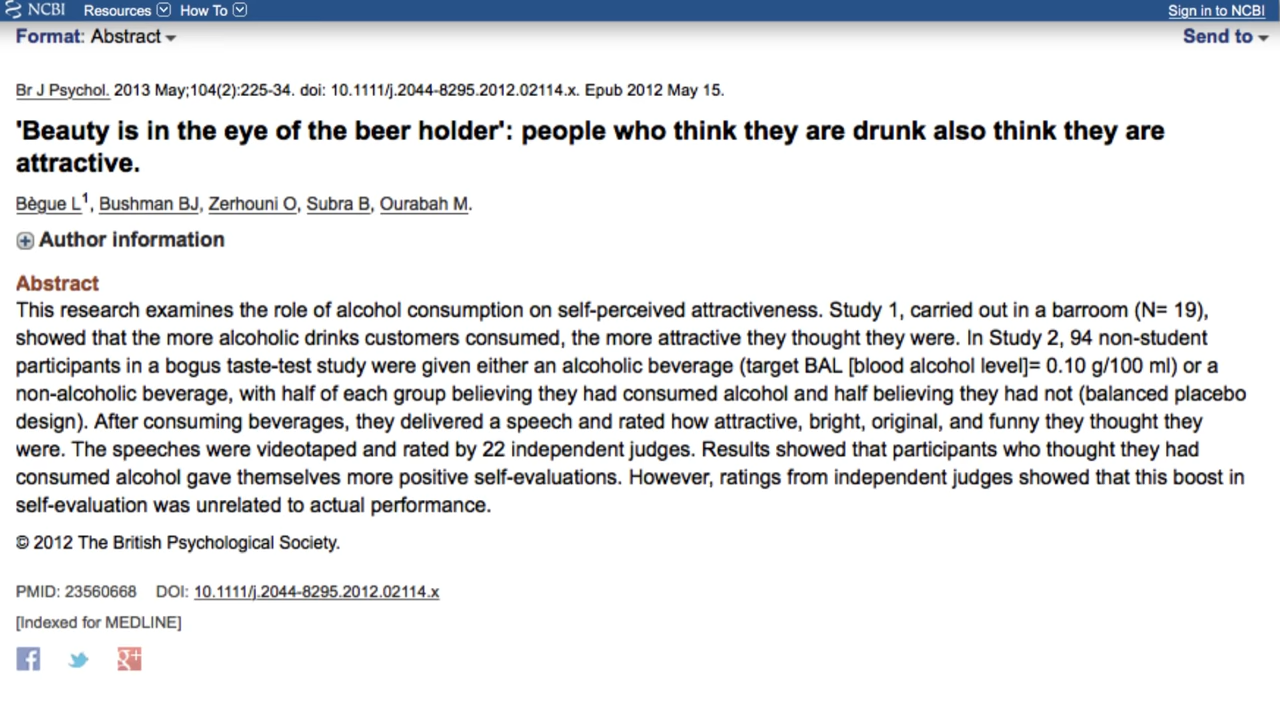 NCBI Resources How To Sign in to NCBI
Format: Abstract Send to
Br J Psychol. 2013 May;104(2):225-34. doi: 10.1111/j.2044-8295.2012.02114.x. Epub 2012 May 15.
'Beauty is in the eye of the beer holder': people who think they are drunk also think they are
attractive.
Bègue L1, Bushman BJ, Zerhouni O, Subra B, Ourabah M.
Author information
Abstract
This research examines the role of alcohol consumption on self-perceived attractiveness. Study 1, carried out in a barroom (N= 19),
showed that the more alcoholic drinks customers consumed, the more attractive they thought they were. In Study 2, 94 non-student
participants in a bogus taste-test study were given either an alcoholic beverage (target BAL [blood alcohol level]= 0.10 g/100 ml) or a
non-alcoholic beverage, with half of each group believing they had consumed alcohol and half believing they had not (balanced placebo
design). After consuming beverages, they delivered a speech and rated how attractive, bright, original, and funny they thought they
were. The speeches were videotaped and rated by 22 independent judges. Results showed that participants who thought they had
consumed alcohol gave themselves more positive self-evaluations. However, ratings from independent judges showed that this boost in
self-evaluation was unrelated to actual performance.
© 2012 The British Psychological Society.
PMID: 23560668 DOI: 10.1111/j.2044-8295.2012.02114.x
[Indexed for MEDLINE]